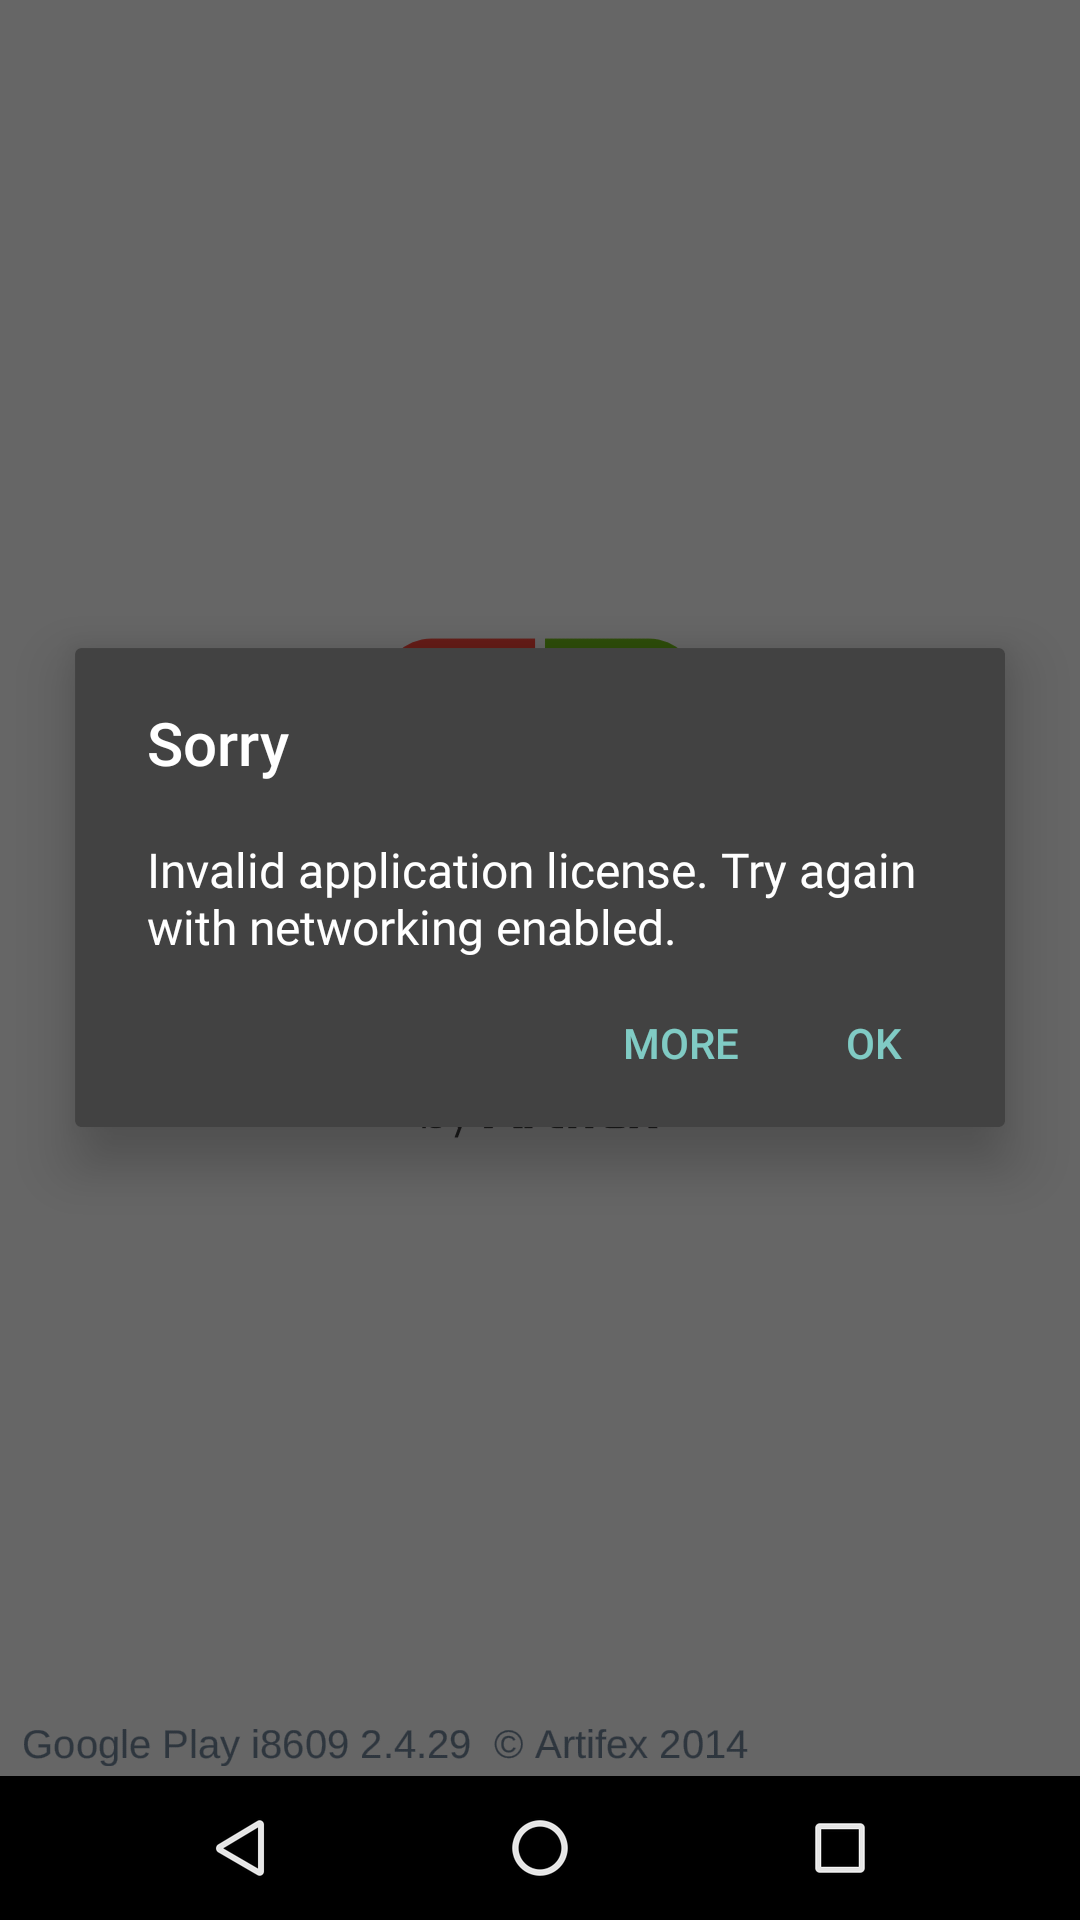 Sorry
Invalid application license. Try again
with networking enabled.
MORE OK
Google Play i8609 2.4.29 © Artifex 2014